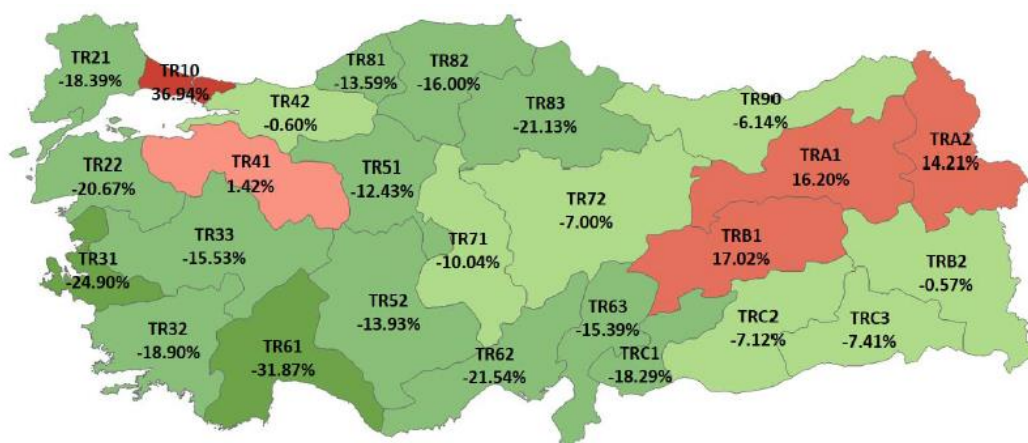 TR21
-18.39%
TR10
36.94%
TR81
-13.59%
TR82
-16.00%
TR42
-0.60%
TR83
-21.13%
TR90
-6.14%
TRA2
14.21%
TRA1
16.20%
TR22
-20.67%
TR41
1.42%
TR51
-12.43%
TR72
-7.00%
TR33
-15.53%
TR71
-10.04%
TRB1
17.02%
TRB2
-0.57%
TR31
-24.90%
TR52
-13.93%
TR63
-15.39%
TRC2
-7.12%
TRC3
-7.41%
TR32
-18.90%
TR61
-31.87%
TR62
-21.54%
TRC1
-18.29%